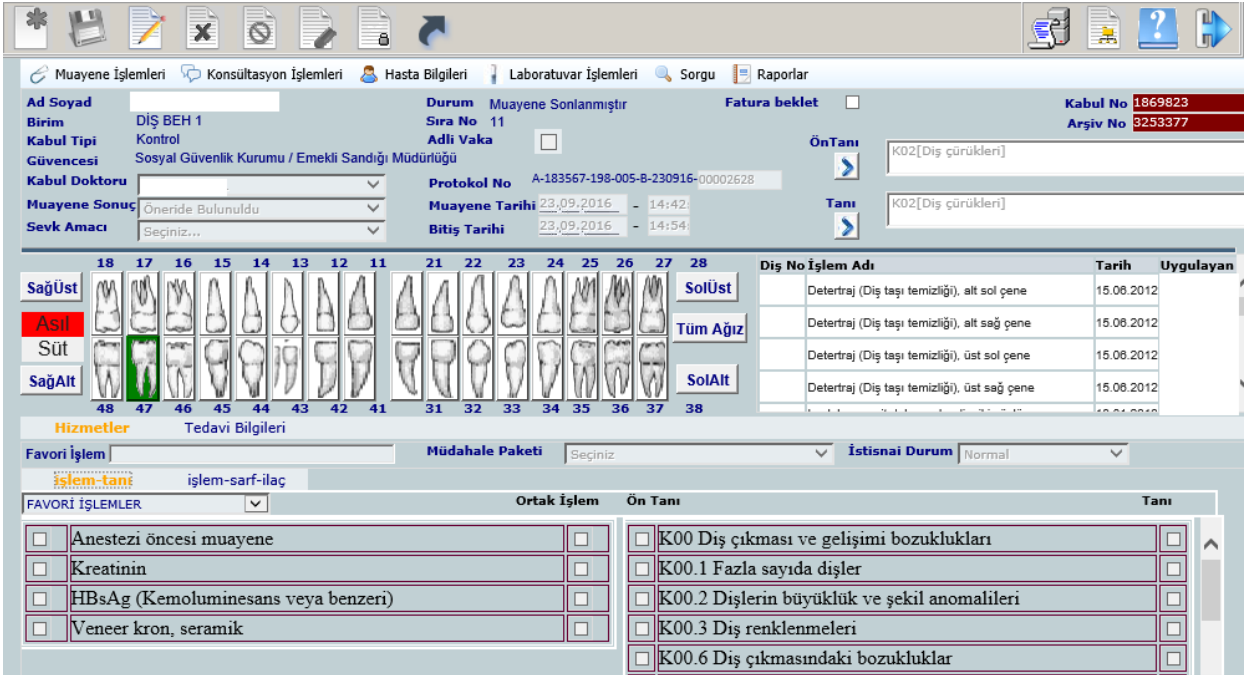 Muayene İşlemleri Konsültasyon İşlemleri Hasta Bilgileri Laboratuvar İşlemleri Sorgu Raporlar
Ad Soyad Durum Muayene Sonlanmıştır Fatura beklet Kabul No 1869823
Birim DİŞ BEH 1 Sıra No 11 Arşiv No 3253377
Kabul Tipi Kontrol Adli Vaka ÖnTanı K02[Diş çürükleri]
Güvencesi Sosyal Güvenlik Kurumu / Emekli Sandığı Müdürlüğü
Kabul Doktoru Protokol No A-183567-198-005-B-230916-00002628
Muayene Sonuç Öneride Bulunuldu Muayene Tarihi 23.09.2016 - 14:42 Tanı K02[Diş çürükleri]
Sevk Amacı Seçiniz... Bitiş Tarihi 23.09.2016 - 14:54
18 17 16 15 14 13 12 11 21 22 23 24 25 26 27 28
Diş No İşlem Adı Tarih Uygulayan
SağÜst SolÜst
Detertraj (Diş taşı temizliği), alt sol çene 15.06.2012
Asıl Tüm Ağız
Detertraj (Diş taşı temizliği), alt sağ çene 15.06.2012
Süt
Detertraj (Diş taşı temizliği), üst sol çene 15.06.2012
SağAlt SolAlt
Detertraj (Diş taşı temizliği), üst sağ çene 15.06.2012
48 47 46 45 44 43 42 41 31 32 33 34 35 36 37 38
Hizmetler Tedavi Bilgileri
Favori İşlem Müdahale Paketi Seçiniz İstisnai Durum Normal
işlem-tanı işlem-sarf-ilaç
FAVORİ İŞLEMLER Ortak İşlem Ön Tanı Tanı
Anestezi öncesi muayene K00 Diş çıkması ve gelişimi bozuklukları
Kreatinin K00.1 Fazla sayıda dişler
HBsAg (Kemoluminesans veya benzeri) K00.2 Dişlerin büyüklük ve şekil anomalileri
Veneer kron, seramik K00.3 Diş renklenmeleri
K00.6 Diş çıkmasındaki bozukluklar